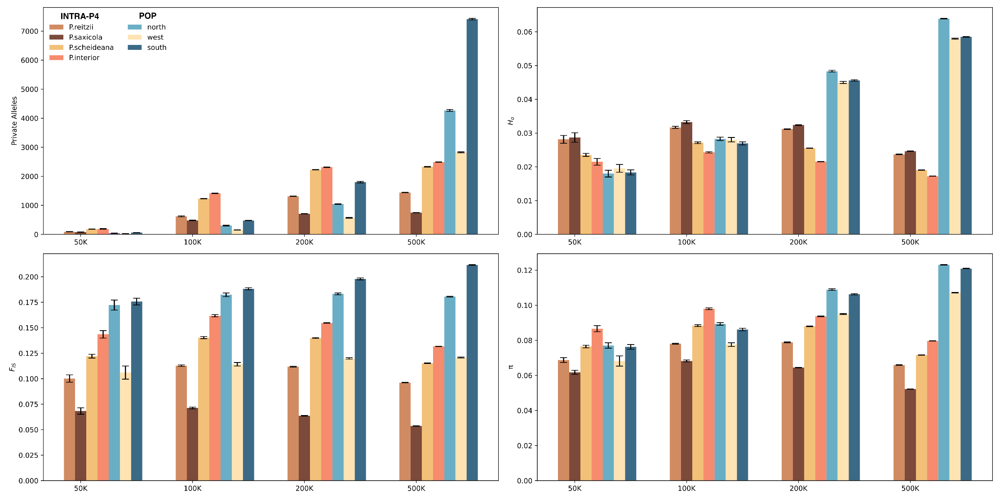 INTRA-P4 POP
P.reitzii north
P.saxicola west
P.scheideana south
P.interior
Private Alleles
7000
6000
5000
4000
3000
2000
1000
0
50K 100K 200K 500K
H₀
0.06
0.05
0.04
0.03
0.02
0.01
0.00
50K 100K 200K 500K
F_IS
0.200
0.175
0.150
0.125
0.100
0.075
0.050
0.025
0.000
50K 100K 200K 500K
π
0.12
0.10
0.08
0.06
0.04
0.02
0.00
50K 100K 200K 500K